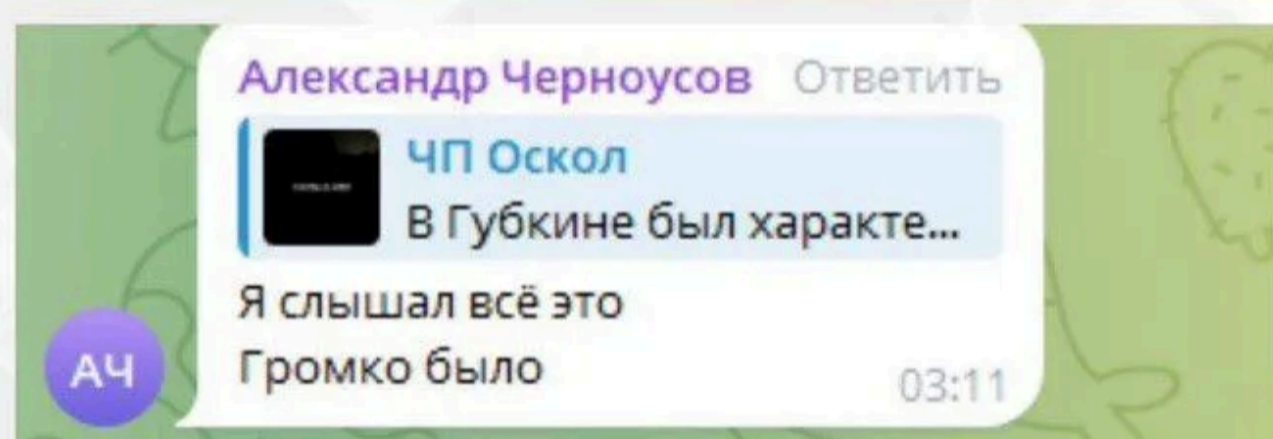 Александр Черноусов Ответить
ЧП Оскол
В Губкине был характе...
Я слышал всё это
Громко было
АЧ
03:11